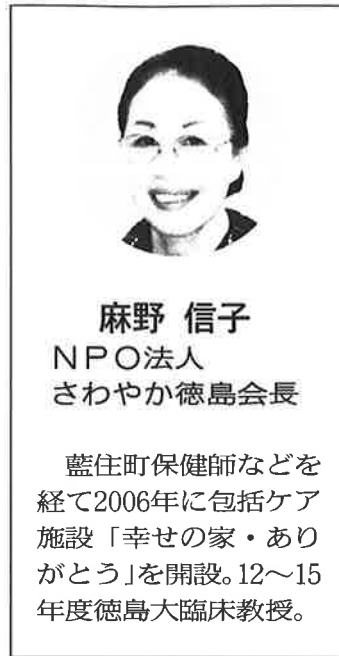 麻野 信子
NPO法人
さわやか徳島会長
藍住町保健師などを
経て2006年に包括ケア
施設「幸せの家・あり
がとう」を開設。12〜15
年度徳島大臨床教授。